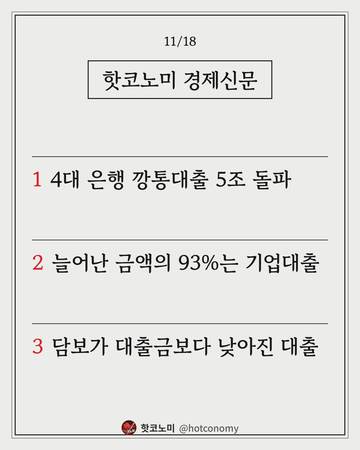 11/18
핫코노미 경제신문
1 4대 은행 깡통대출 5조 돌파
2 늘어난 금액의 93%는 기업대출
3 담보가 대출금보다 낮아진 대출
핫코노미 @hotconomy